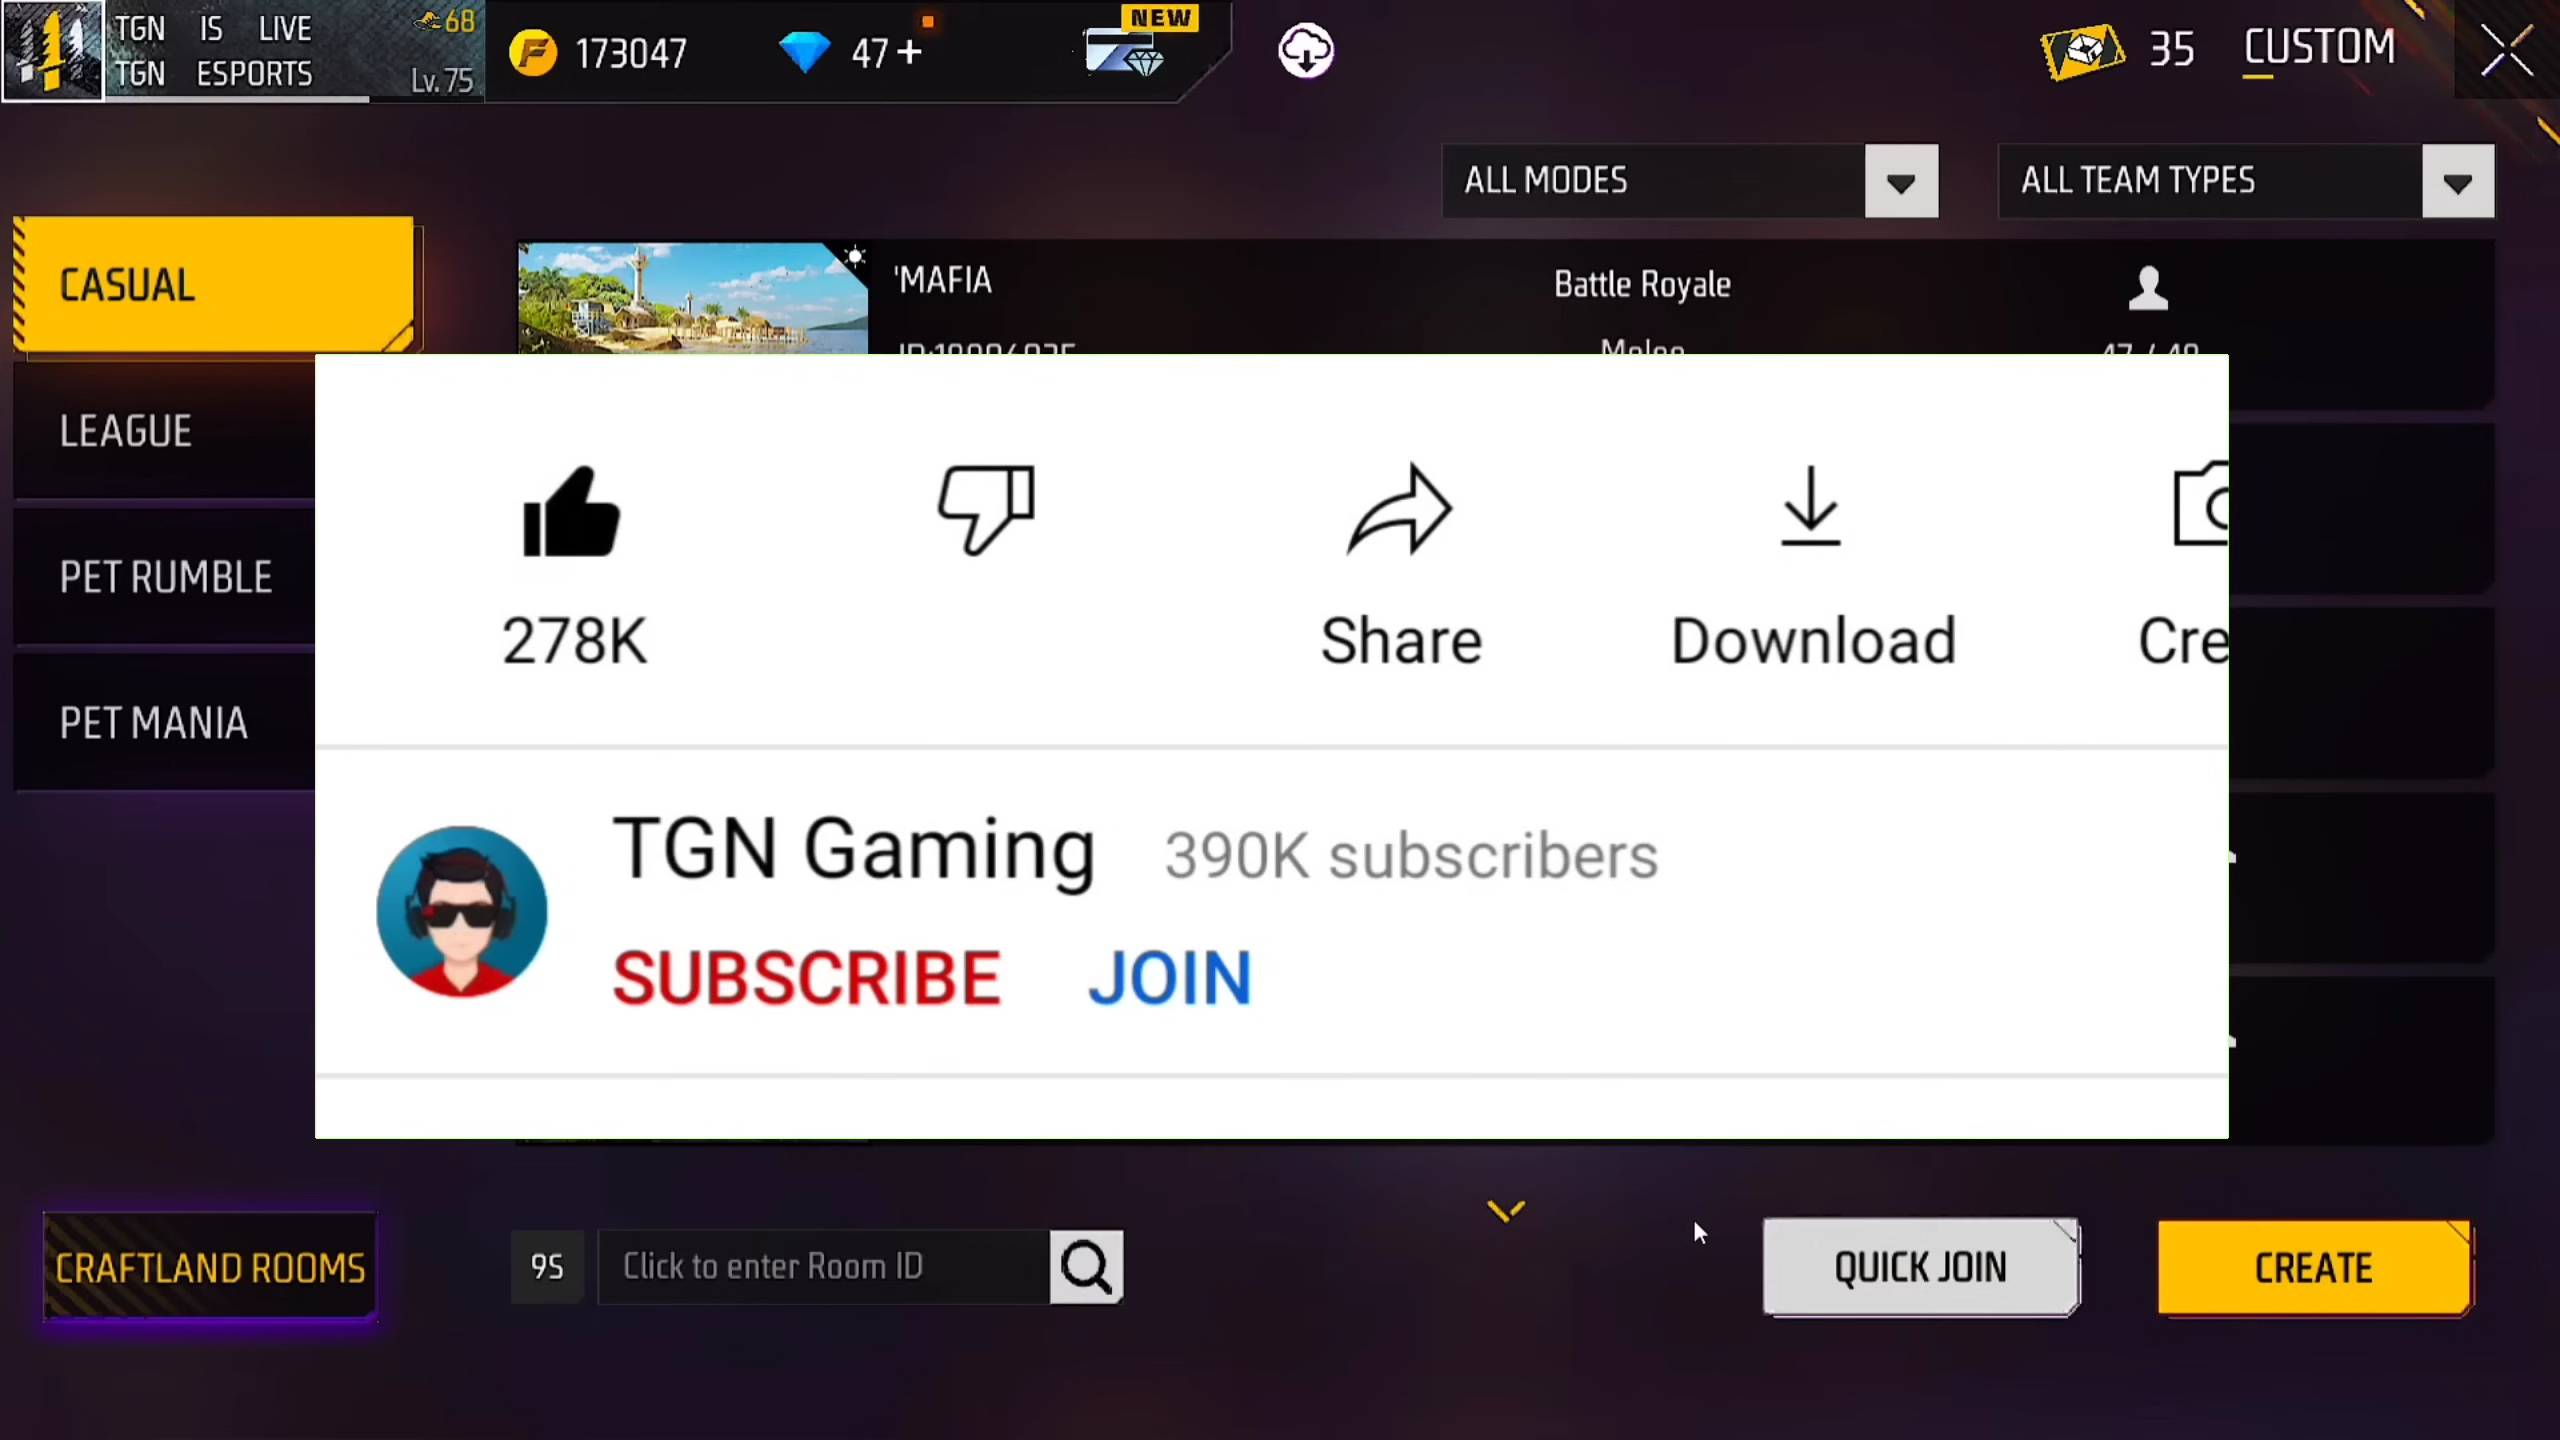 TGN IS LIVE
TGN ESPORTS
68
Lv. 75
173047
47+
NEW
35
CUSTOM
ALL MODES
ALL TEAM TYPES
CASUAL
LEAGUE
PET RUMBLE
PET MANIA
'MAFIA
Battle Royale
278K
Share
Download
Cre
TGN Gaming
390K subscribers
SUBSCRIBE
JOIN
CRAFTLAND ROOMS
9S
Click to enter Room ID
QUICK JOIN
CREATE